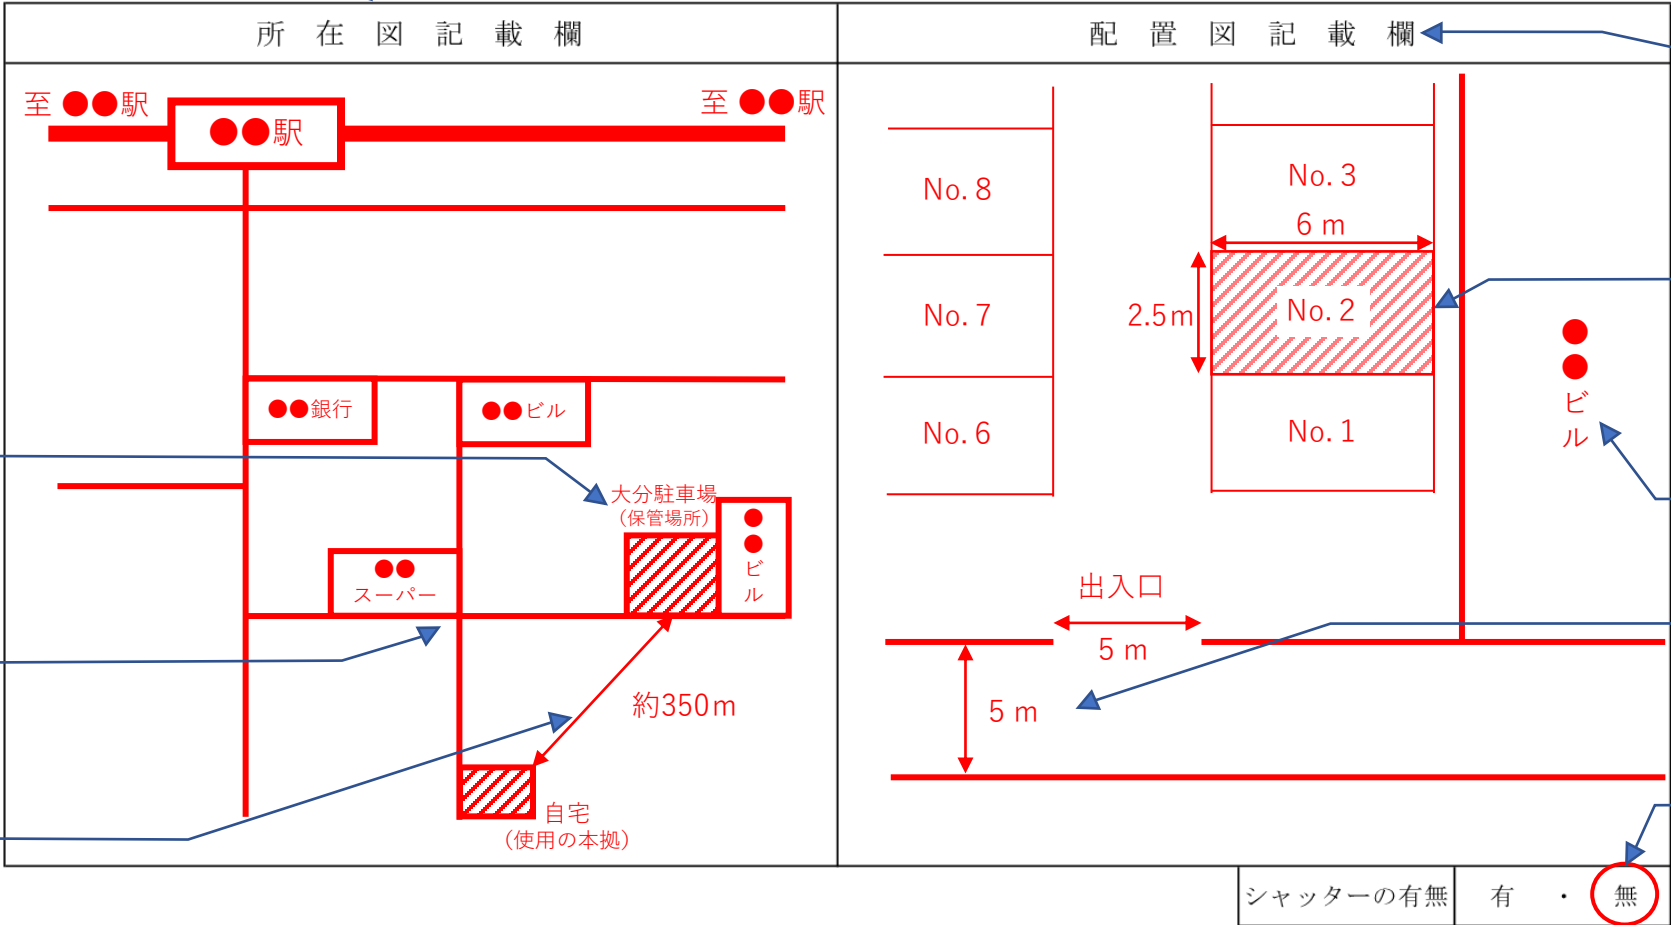 所在図記載欄
配置図記載欄
至 ●●駅
●●駅
至 ●●駅
●●銀行
●●ビル
大分駐車場
(保管場所)
●●ビル
●●
スーパー
約350m
自宅
(使用の本拠)
No. 8
No. 3
6 m
No. 7
2.5m
No. 2
●●ビル
No. 6
No. 1
出入口
5 m
5 m
シャッターの有無
有 ・ 無